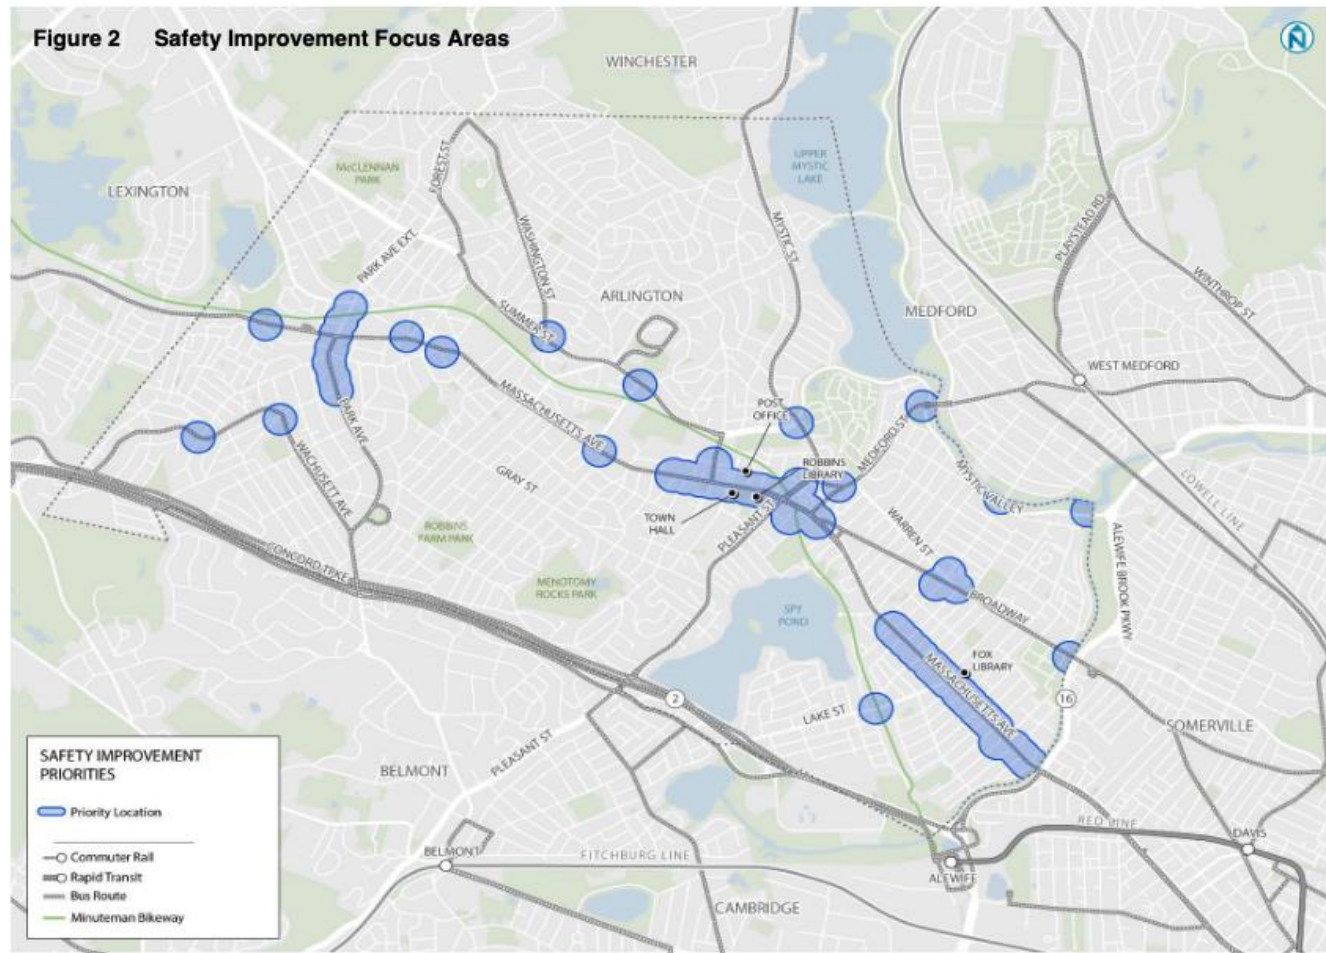 Figure 2 Safety Improvement Focus Areas
N
WINCHESTER
UPPER
MYSTIC
LAKE
McCLENNAN
PARK
LEXINGTON
FOREST ST.
PLAYSTEAD RD
WASHINGTON ST
MYSTIC ST
PARK AVE EXT.
WINTHROP ST
ARLINGTON
MEDFORD
SUMMER ST
WEST MEDFORD
MASSACHUSETTS AVE
POST
OFFICE
PARK AVE
MEDFORD ST
WACHUSETT AVE
GRAY ST
ROBBINS
LIBRARY
MYSTIC VALLEY
LOWELL LINE
TOWN
HALL
PLEASANT ST
WARREN ST
ROBBINS
FARM PARK
ALEWIFE BROOK PKWY
CONCORD TPKE
MENOTOMY
ROCKS PARK
SPY
POND
BROADWAY
FOX
LIBRARY
MASSACHUSETTS AVE
2
16
LAKE ST
SOMERVILLE
PLEASANT ST
BELMONT
RED LINE
DAVIS
BELMONT
FITCHBURG LINE
ALEWIFE
CAMBRIDGE
SAFETY IMPROVEMENT
PRIORITIES
Priority Location
Commuter Rail
Rapid Transit
Bus Route
Minuteman Bikeway